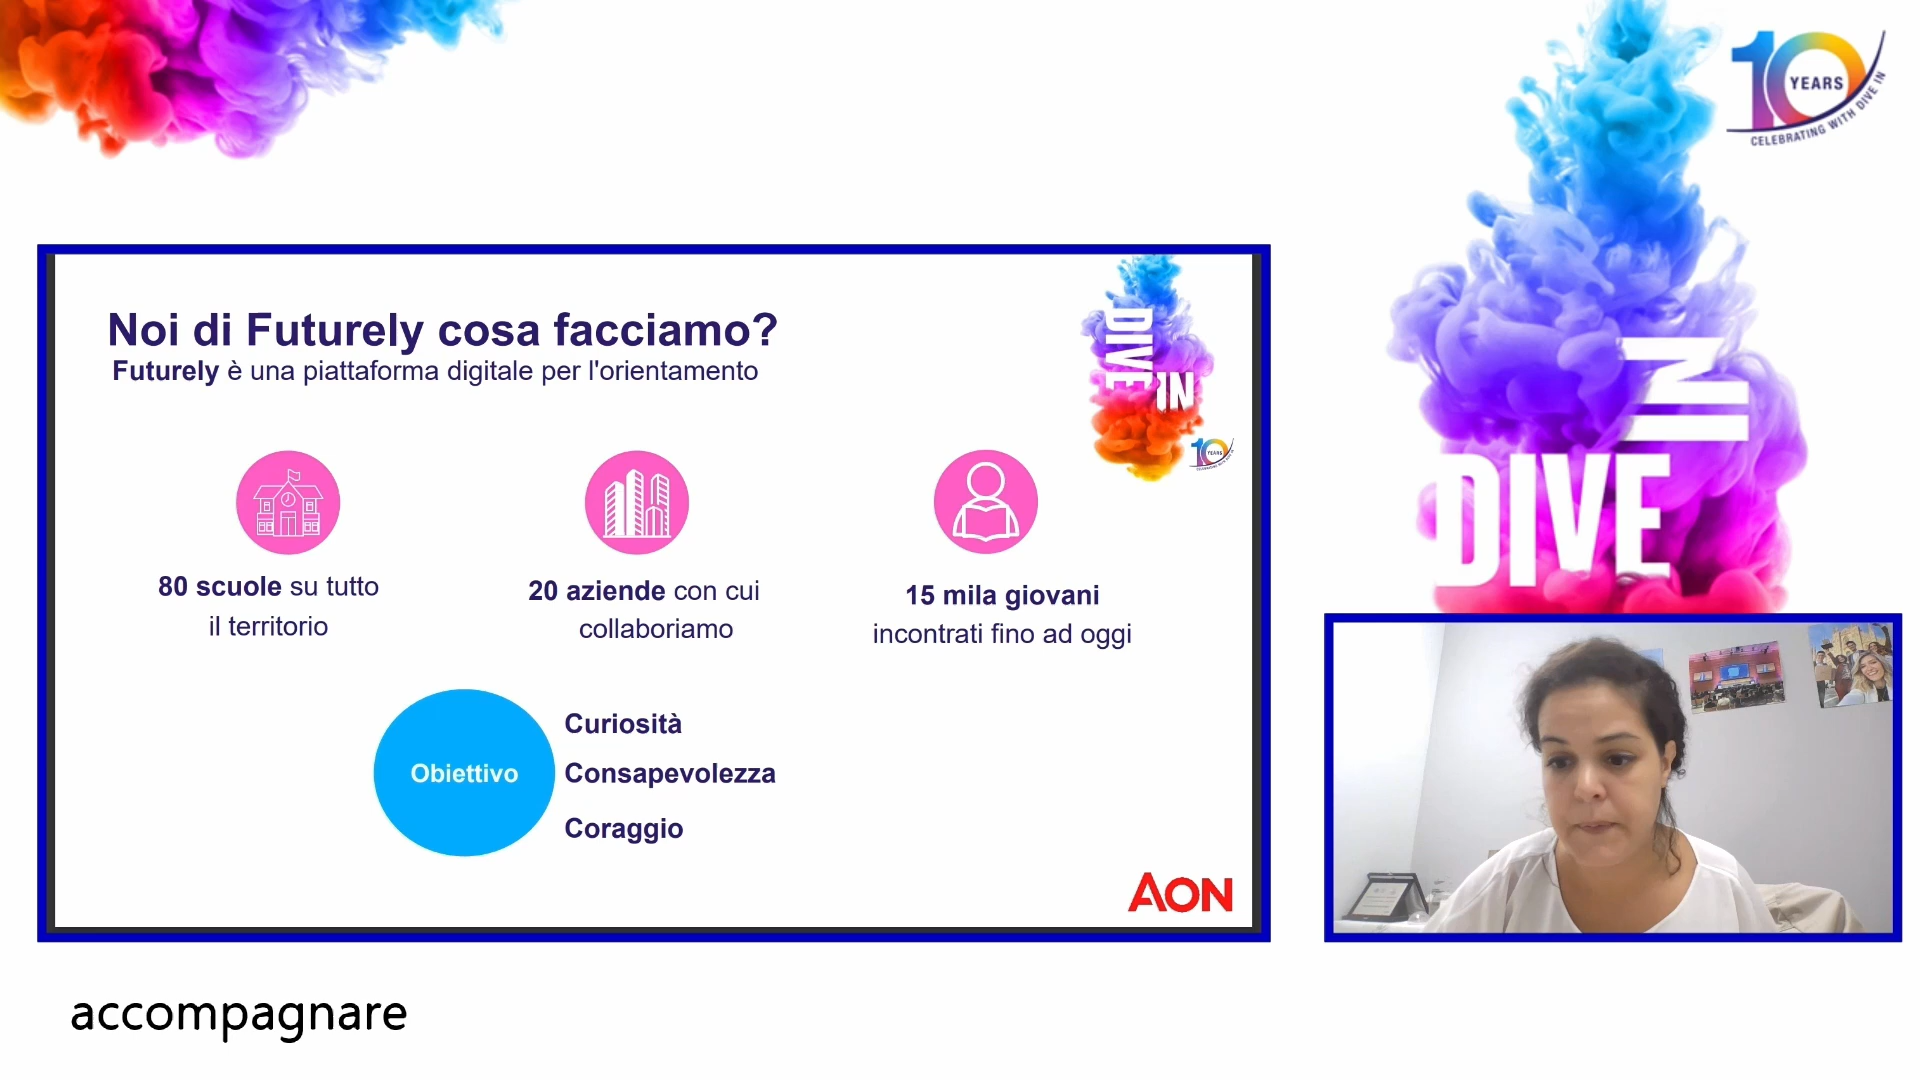 10 YEARS
CELEBRATING WITH DIVE IN
Noi di Futurely cosa facciamo?
Futurely è una piattaforma digitale per l'orientamento
DIVE
IN
10 YEARS
80 scuole su tutto
il territorio
20 aziende con cui
collaboriamo
15 mila giovani
incontrati fino ad oggi
Obiettivo
Curiosità
Consapevolezza
Coraggio
AON
IN
DIVE
accompagnare